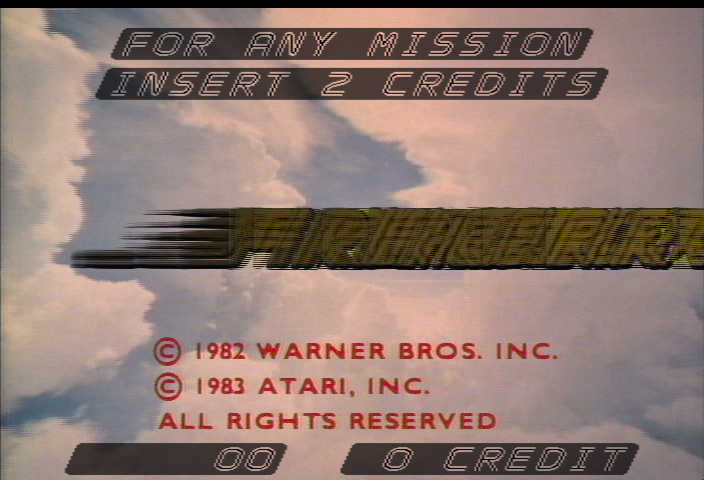 FOR ANY MISSION
INSERT 2 CREDITS
© 1982 WARNER BROS. INC.
© 1983 ATARI, INC.
ALL RIGHTS RESERVED
00 0 CREDIT